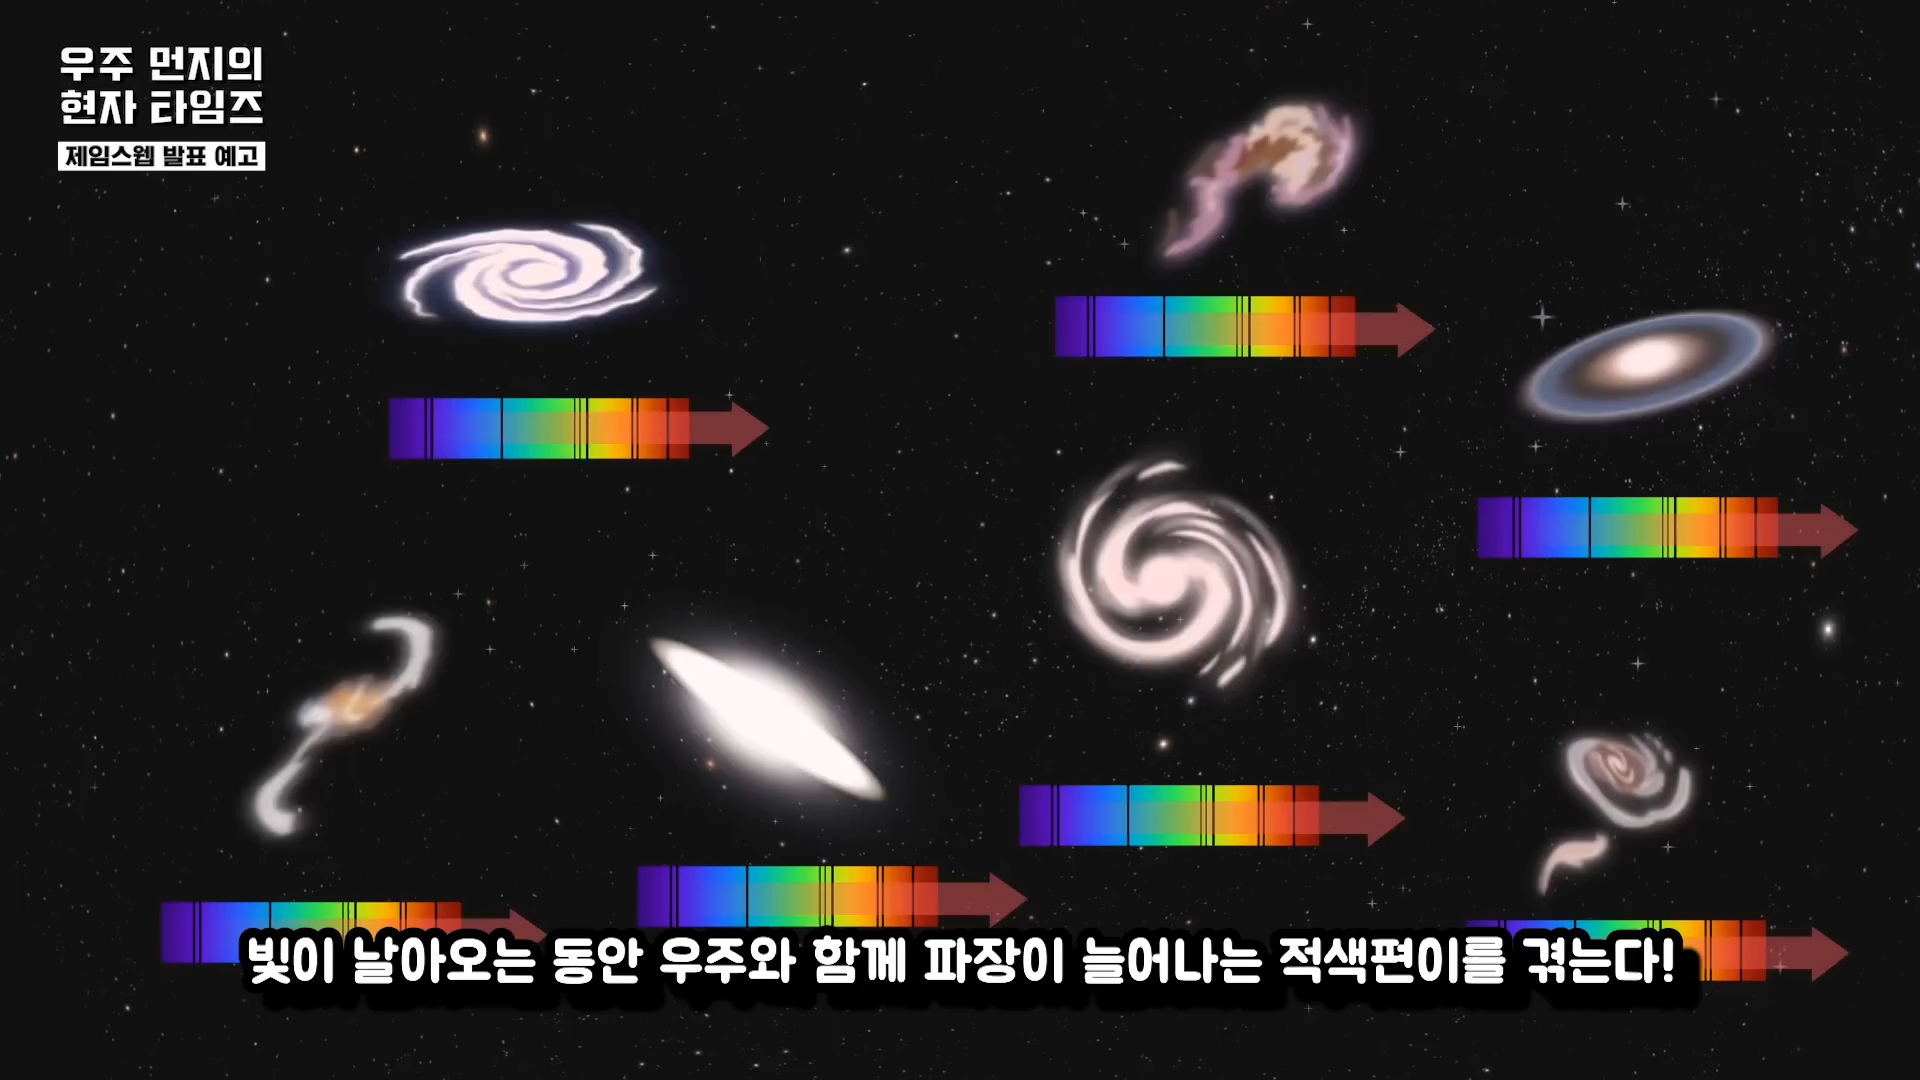 우주 먼지의
현자 타임즈
제임스웹 발표 예고
빛이 날아오는 동안 우주와 함께 파장이 늘어나는 적색편이를 겪는다!